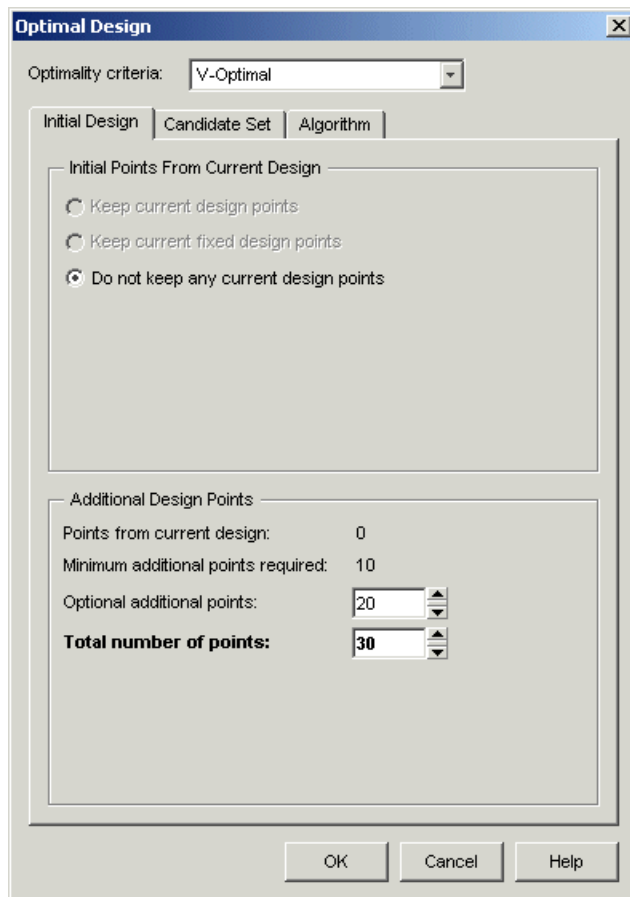 Optimal Design
Optimality criteria: V-Optimal
Initial Design Candidate Set Algorithm
Initial Points From Current Design
Keep current design points
Keep current fixed design points
Do not keep any current design points
Additional Design Points
Points from current design: 0
Minimum additional points required: 10
Optional additional points: 20
Total number of points: 30
OK Cancel Help